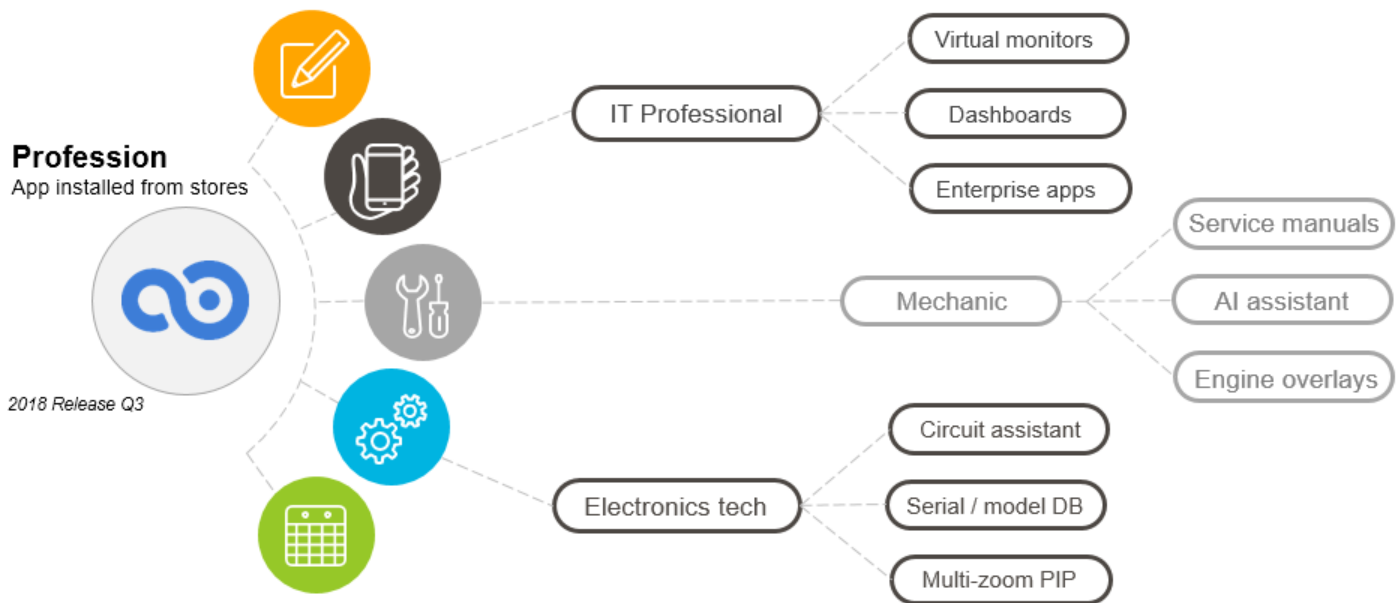 Profession
App installed from stores
2018 Release Q3
IT Professional
Virtual monitors
Dashboards
Enterprise apps
Mechanic
Service manuals
AI assistant
Engine overlays
Electronics tech
Circuit assistant
Serial / model DB
Multi-zoom PIP